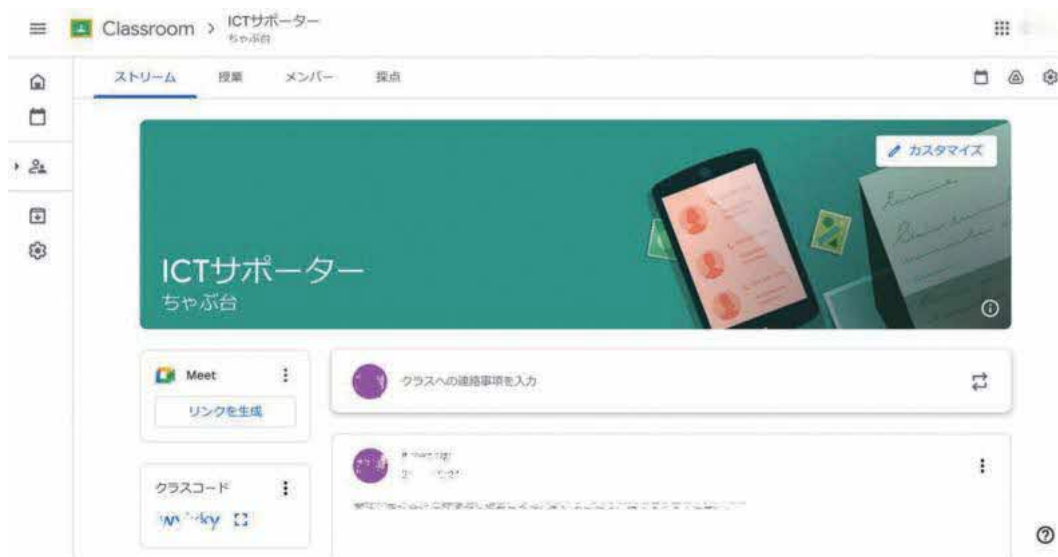 Classroom
ICTサポーター
ちゃぶ台
ストリーム 授業 メンバー 採点
カスタマイズ
ICTサポーター
ちゃぶ台
Meet
リンクを生成
クラスへの連絡事項を入力
クラスコード